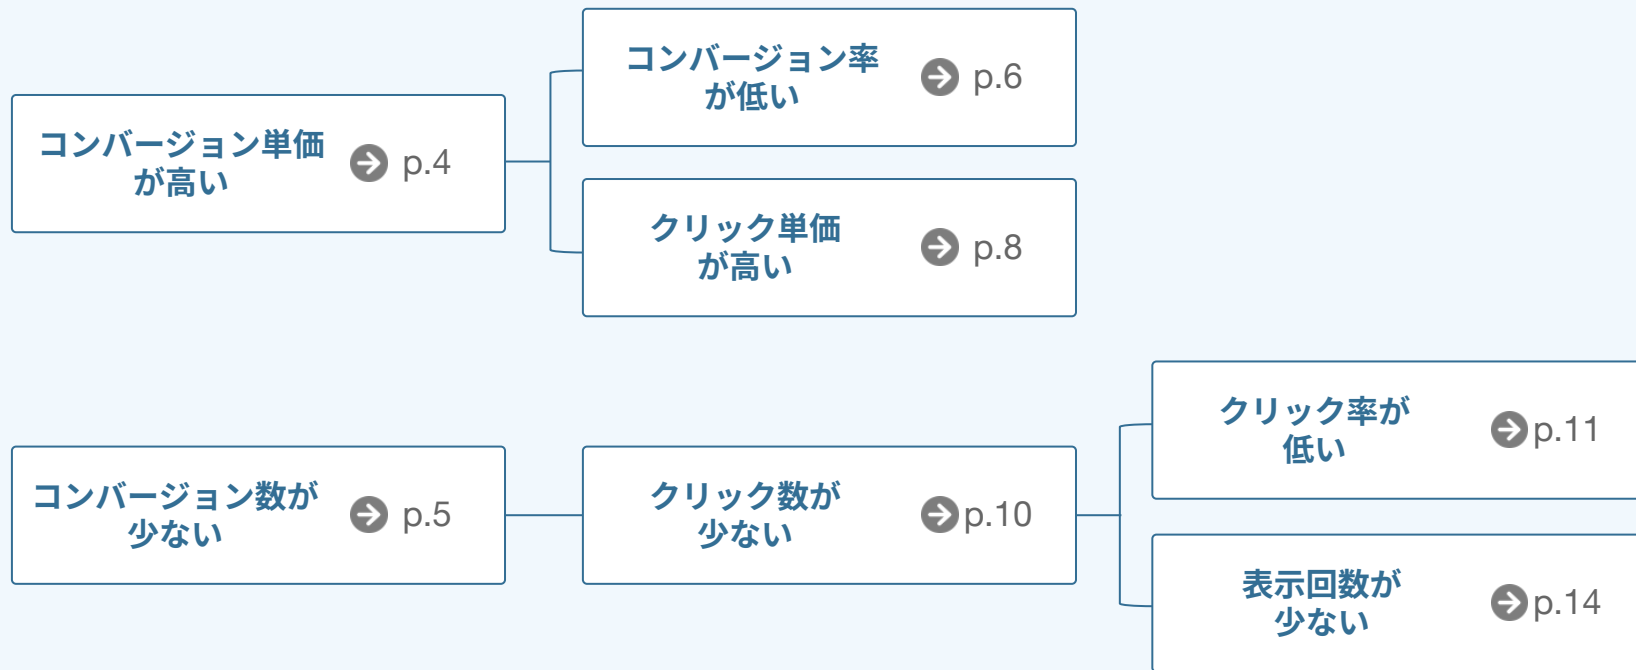 コンバージョン単価
が高い
p.4
コンバージョン率
が低い
p.6
クリック単価
が高い
p.8
コンバージョン数が
少ない
p.5
クリック数が
少ない
p.10
クリック率が
低い
p.11
表示回数が
少ない
p.14